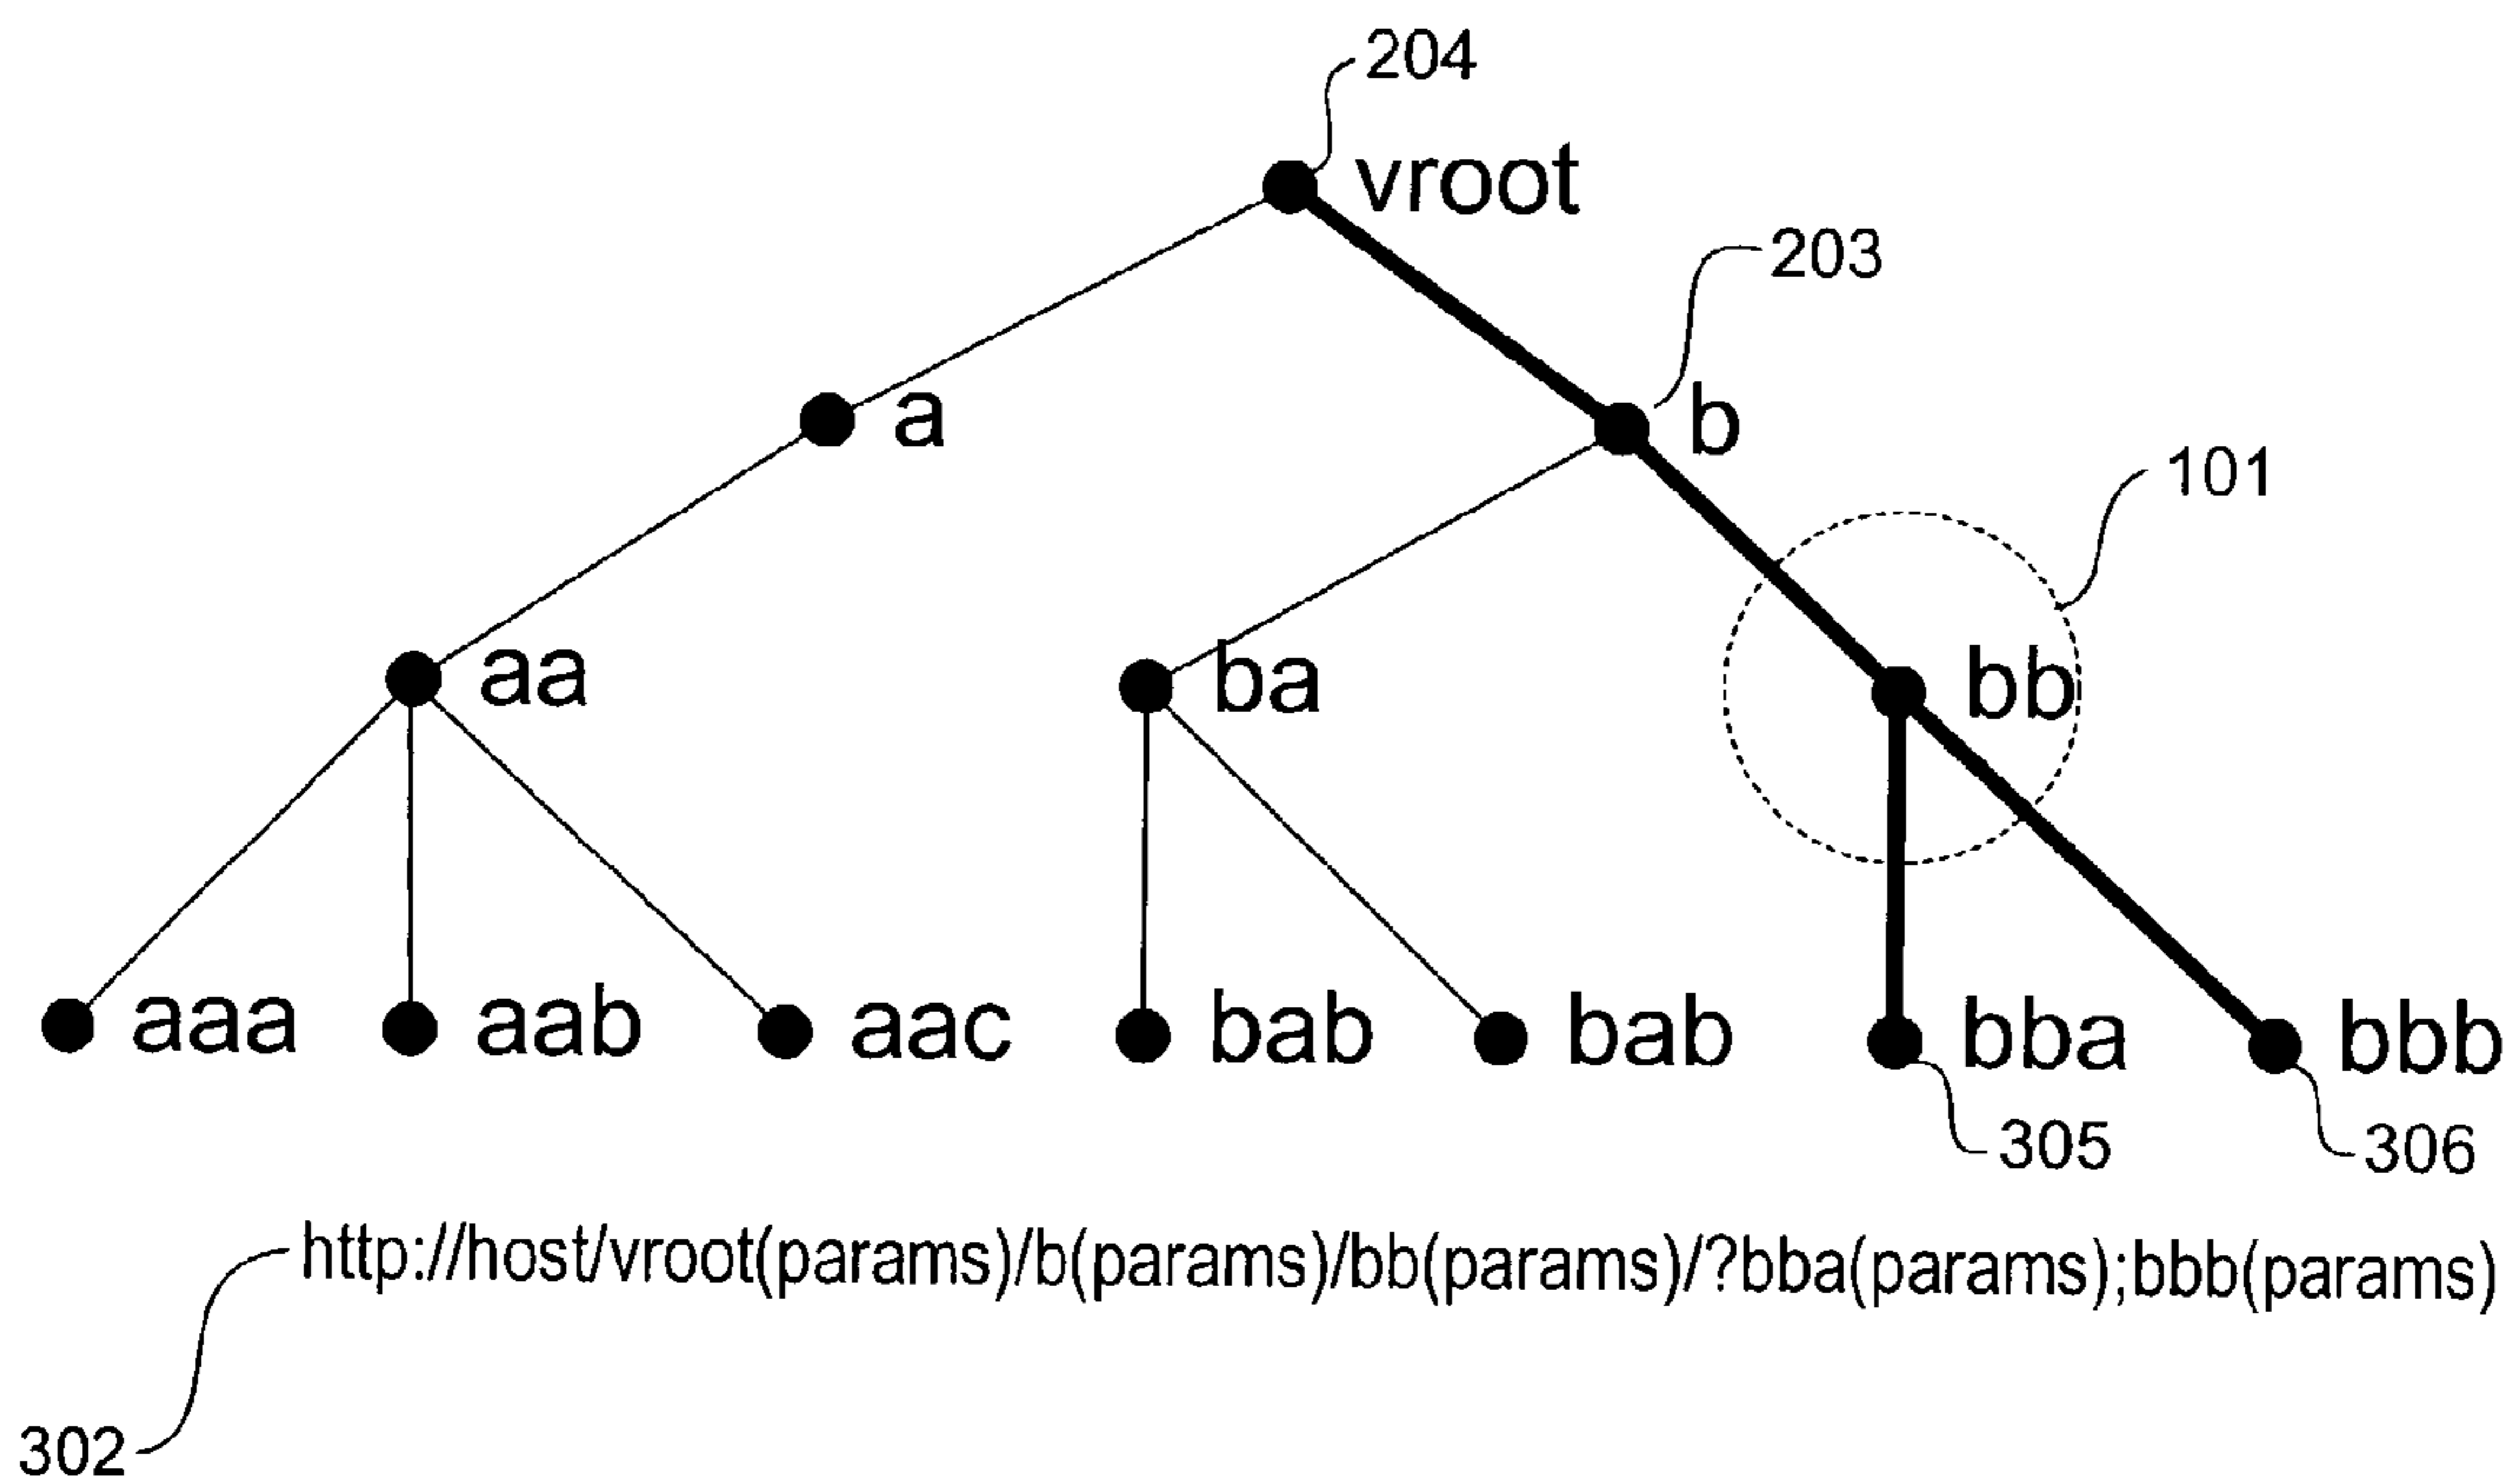 204
vroot
203
a
b
101
aa
ba
bb
aaa
aab
aac
bab
bab
bba
bbb
305
306
http://host/vroot(params)/b(params)/bb(params)/?bba(params);bbb(params)
302